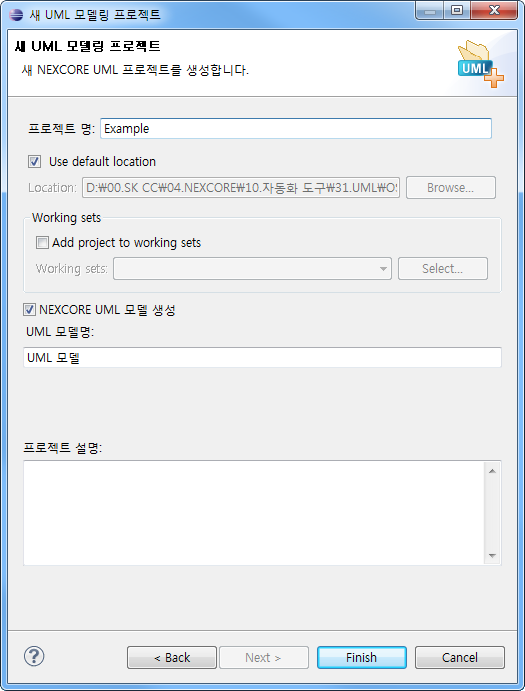 새 UML 모델링 프로젝트
새 UML 모델링 프로젝트
새 NEXCORE UML 프로젝트를 생성합니다.
UML
프로젝트 명: Example
Use default location
Location: D:₩00.SK CC₩04.NEXCORE₩10.자동화 도구₩31.UML₩OS Browse...
Working sets
Add project to working sets
Working sets: Select...
NEXCORE UML 모델 생성
UML 모델명:
UML 모델
프로젝트 설명:
? < Back Next > Finish Cancel